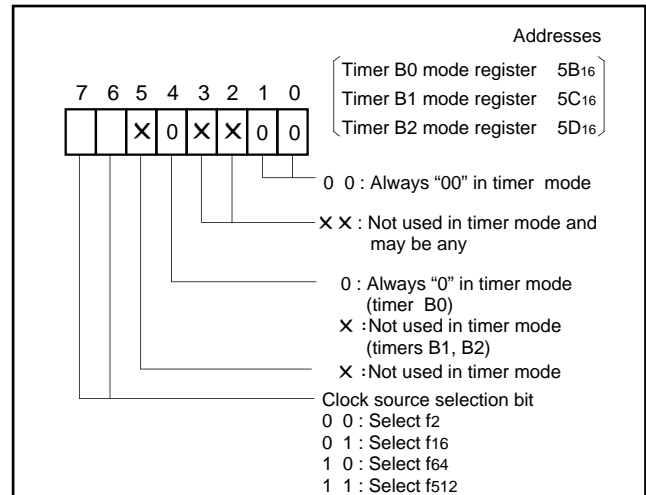 Addresses
Timer B0 mode register 5B16
Timer B1 mode register 5C16
Timer B2 mode register 5D16
7 6 5 4 3 2 1 0
× 0 × × 0 0
0 0 : Always “00” in timer mode
× × : Not used in timer mode and
may be any
0 : Always “0” in timer mode
(timer B0)
× : Not used in timer mode
(timers B1, B2)
× : Not used in timer mode
Clock source selection bit
0 0 : Select f2
0 1 : Select f16
1 0 : Select f64
1 1 : Select f512